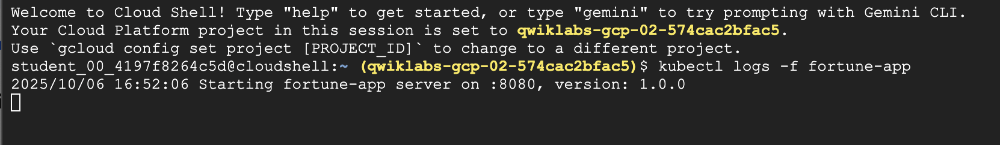 Welcome to Cloud Shell! Type "help" to get started, or type "gemini" to try prompting with Gemini CLI.
Your Cloud Platform project in this session is set to qwiklabs-gcp-02-574cac2bfac5.
Use `gcloud config set project [PROJECT_ID]` to change to a different project.
student_00_4197f8264c5d@cloudshell:~ (qwiklabs-gcp-02-574cac2bfac5)$ kubectl logs -f fortune-app
2025/10/06 16:52:06 Starting fortune-app server on :8080, version: 1.0.0